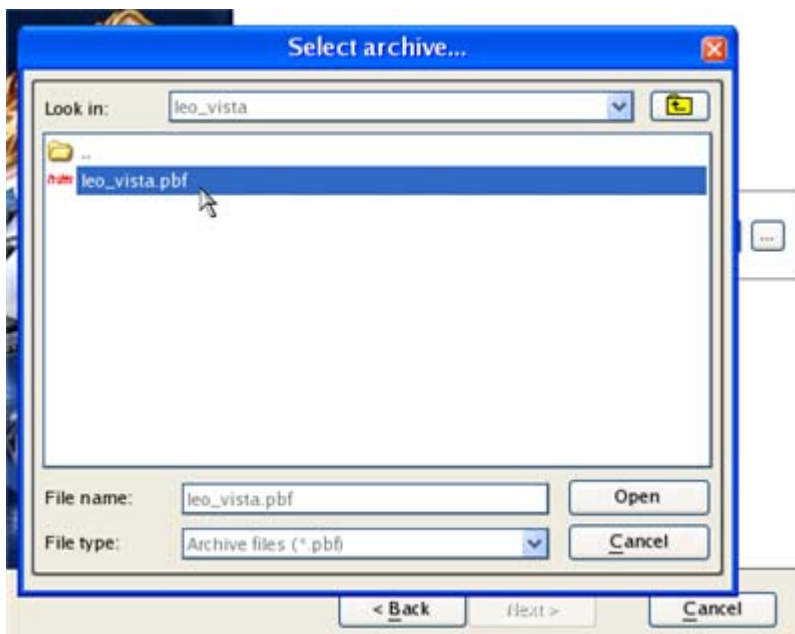 Select archive...
Look in: leo_vista
..
leo_vista.pbf
...
File name: leo_vista.pbf Open
File type: Archive files (*.pbf) Cancel
< Back Next > Cancel